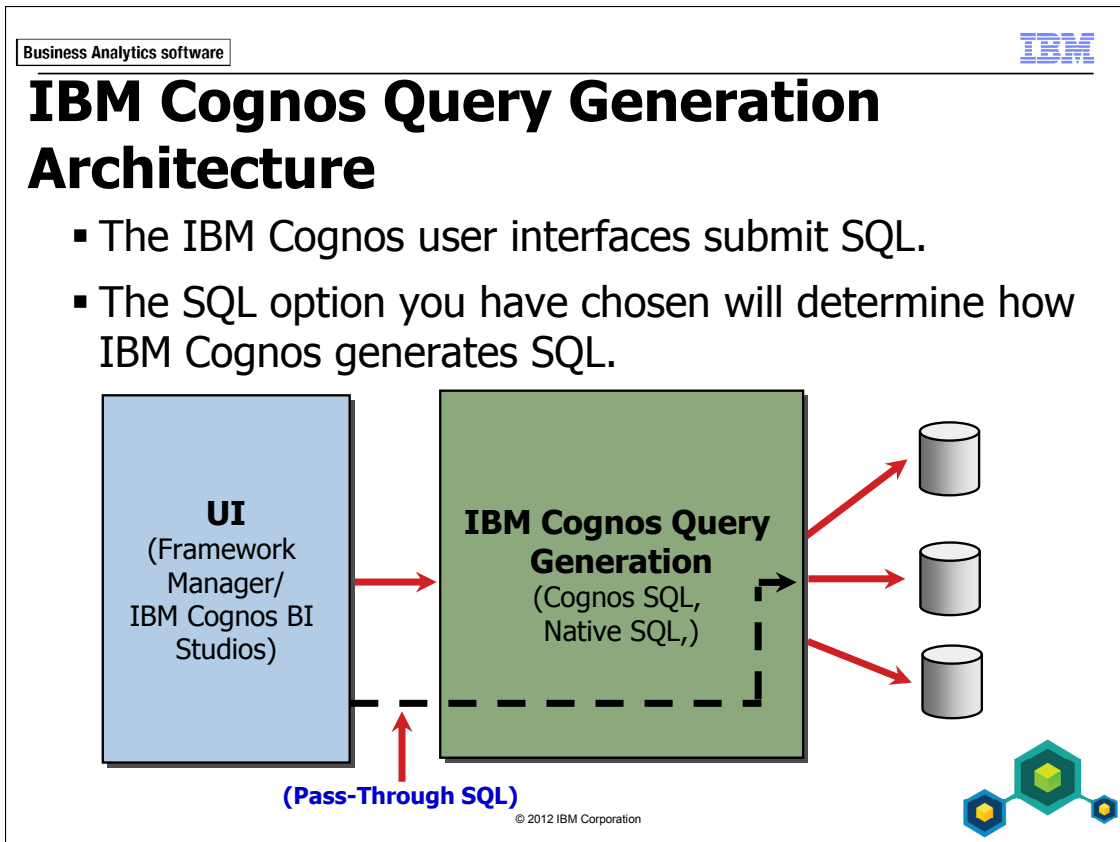 Business Analytics software
IBM
IBM Cognos Query Generation
Architecture
▪ The IBM Cognos user interfaces submit SQL.
▪ The SQL option you have chosen will determine how
IBM Cognos generates SQL.
UI
(Framework
Manager/
IBM Cognos BI
Studios)
IBM Cognos Query
Generation
(Cognos SQL,
Native SQL,)
(Pass-Through SQL)
© 2012 IBM Corporation